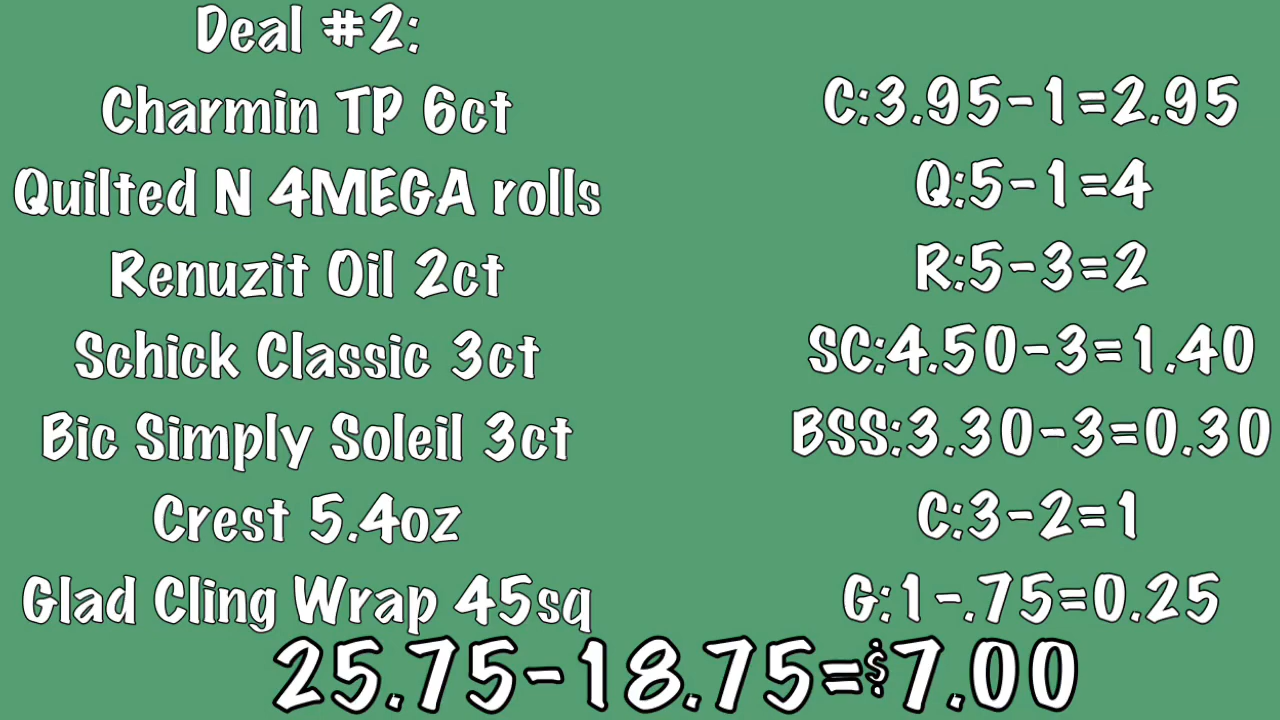 Deal #2:
Charmin TP 6ct
C:3.95-1=2.95
Quilted N 4MEGA rolls
Q:5-1=4
Renuzit Oil 2ct
R:5-3=2
Schick Classic 3ct
SC:4.50-3=1.40
Bic Simply Soleil 3ct
BSS:3.30-3=0.30
Crest 5.4oz
C:3-2=1
Glad Cling Wrap 45sq
G:1-.75=0.25
25.75-18.75=$7.00